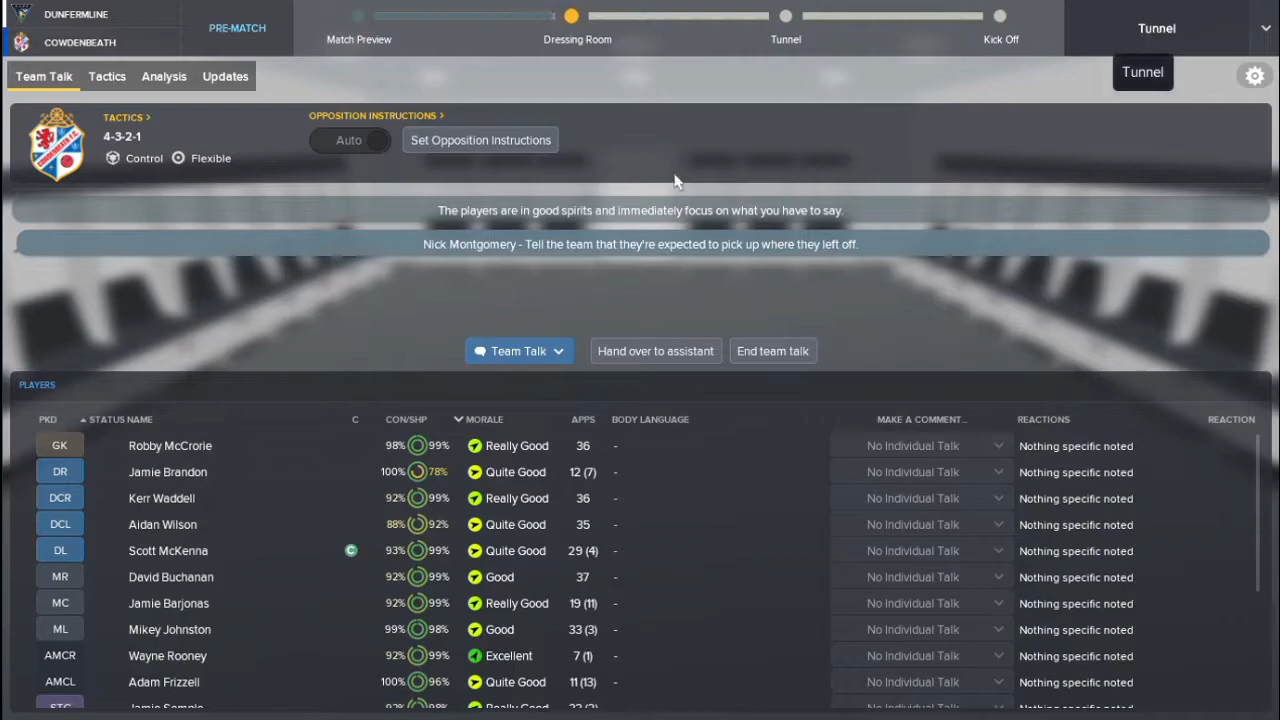 DUNFERMLINE
COWDENBEATH
PRE-MATCH
Match Preview
Dressing Room
Tunnel
Kick Off
Tunnel
Tunnel
Team Talk Tactics Analysis Updates
TACTICS >
4-3-2-1
Control Flexible
OPPOSITION INSTRUCTIONS >
Auto Set Opposition Instructions
The players are in good spirits and immediately focus on what you have to say.
Nick Montgomery - Tell the team that they're expected to pick up where they left off.
Team Talk Hand over to assistant End team talk
PLAYERS
PKD STATUS NAME C CON/SHP MORALE APPS BODY LANGUAGE MAKE A COMMENT... REACTIONS REACTION
GK Robby McCrorie 98% 99% Really Good 36 - No Individual Talk Nothing specific noted
DR Jamie Brandon 100% 78% Quite Good 12 (7) - No Individual Talk Nothing specific noted
DCR Kerr Waddell 92% 99% Really Good 36 - No Individual Talk Nothing specific noted
DCL Aidan Wilson 88% 92% Quite Good 35 - No Individual Talk Nothing specific noted
DL Scott McKenna C 93% 99% Quite Good 29 (4) - No Individual Talk Nothing specific noted
MR David Buchanan 92% 99% Good 37 - No Individual Talk Nothing specific noted
MC Jamie Barjonas 92% 99% Really Good 19 (11) - No Individual Talk Nothing specific noted
ML Mikey Johnston 99% 98% Good 33 (3) - No Individual Talk Nothing specific noted
AMCR Wayne Rooney 92% 99% Excellent 7 (1) - No Individual Talk Nothing specific noted
AMCL Adam Frizzell 100% 96% Quite Good 11 (13) - No Individual Talk Nothing specific noted